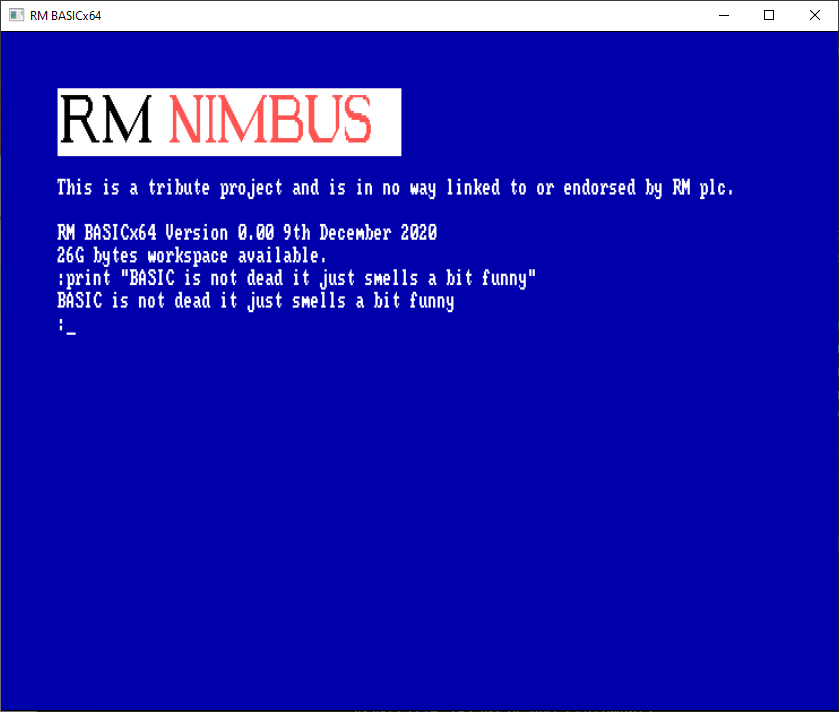 RM BASICx64
RM NIMBUS
This is a tribute project and is in no way linked to or endorsed by RM plc.
RM BASICx64 Version 0.00 9th December 2020
26G bytes workspace available.
:print "BASIC is not dead it just smells a bit funny"
BASIC is not dead it just smells a bit funny
:_